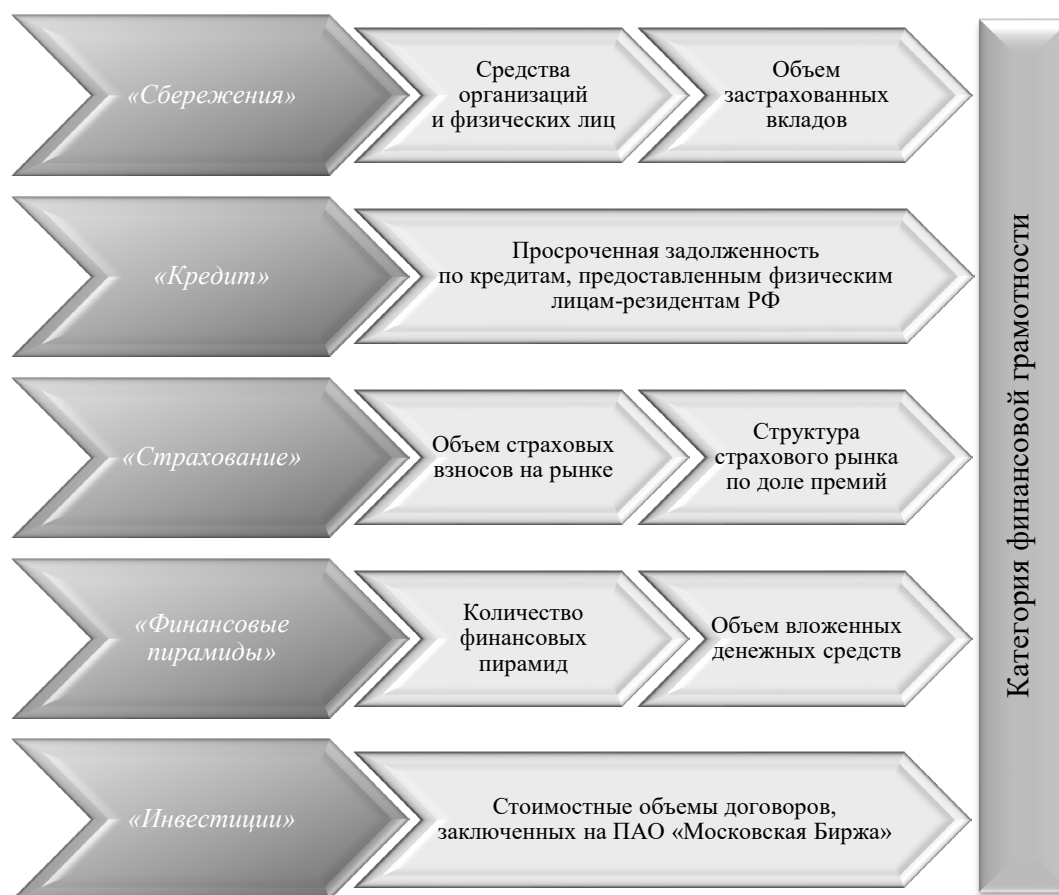 «Сбережения»
Средства
организаций
и физических лиц
Объем
застрахованных
вкладов
«Кредит»
Просроченная задолженность
по кредитам, предоставленным физическим
лицам-резидентам РФ
«Страхование»
Объем страховых
взносов на рынке
Структура
страхового рынка
по доле премий
«Финансовые
пирамиды»
Количество
финансовых
пирамид
Объем вложенных
денежных средств
«Инвестиции»
Стоимостные объемы договоров,
заключенных на ПАО «Московская Биржа»
Категория финансовой грамотности